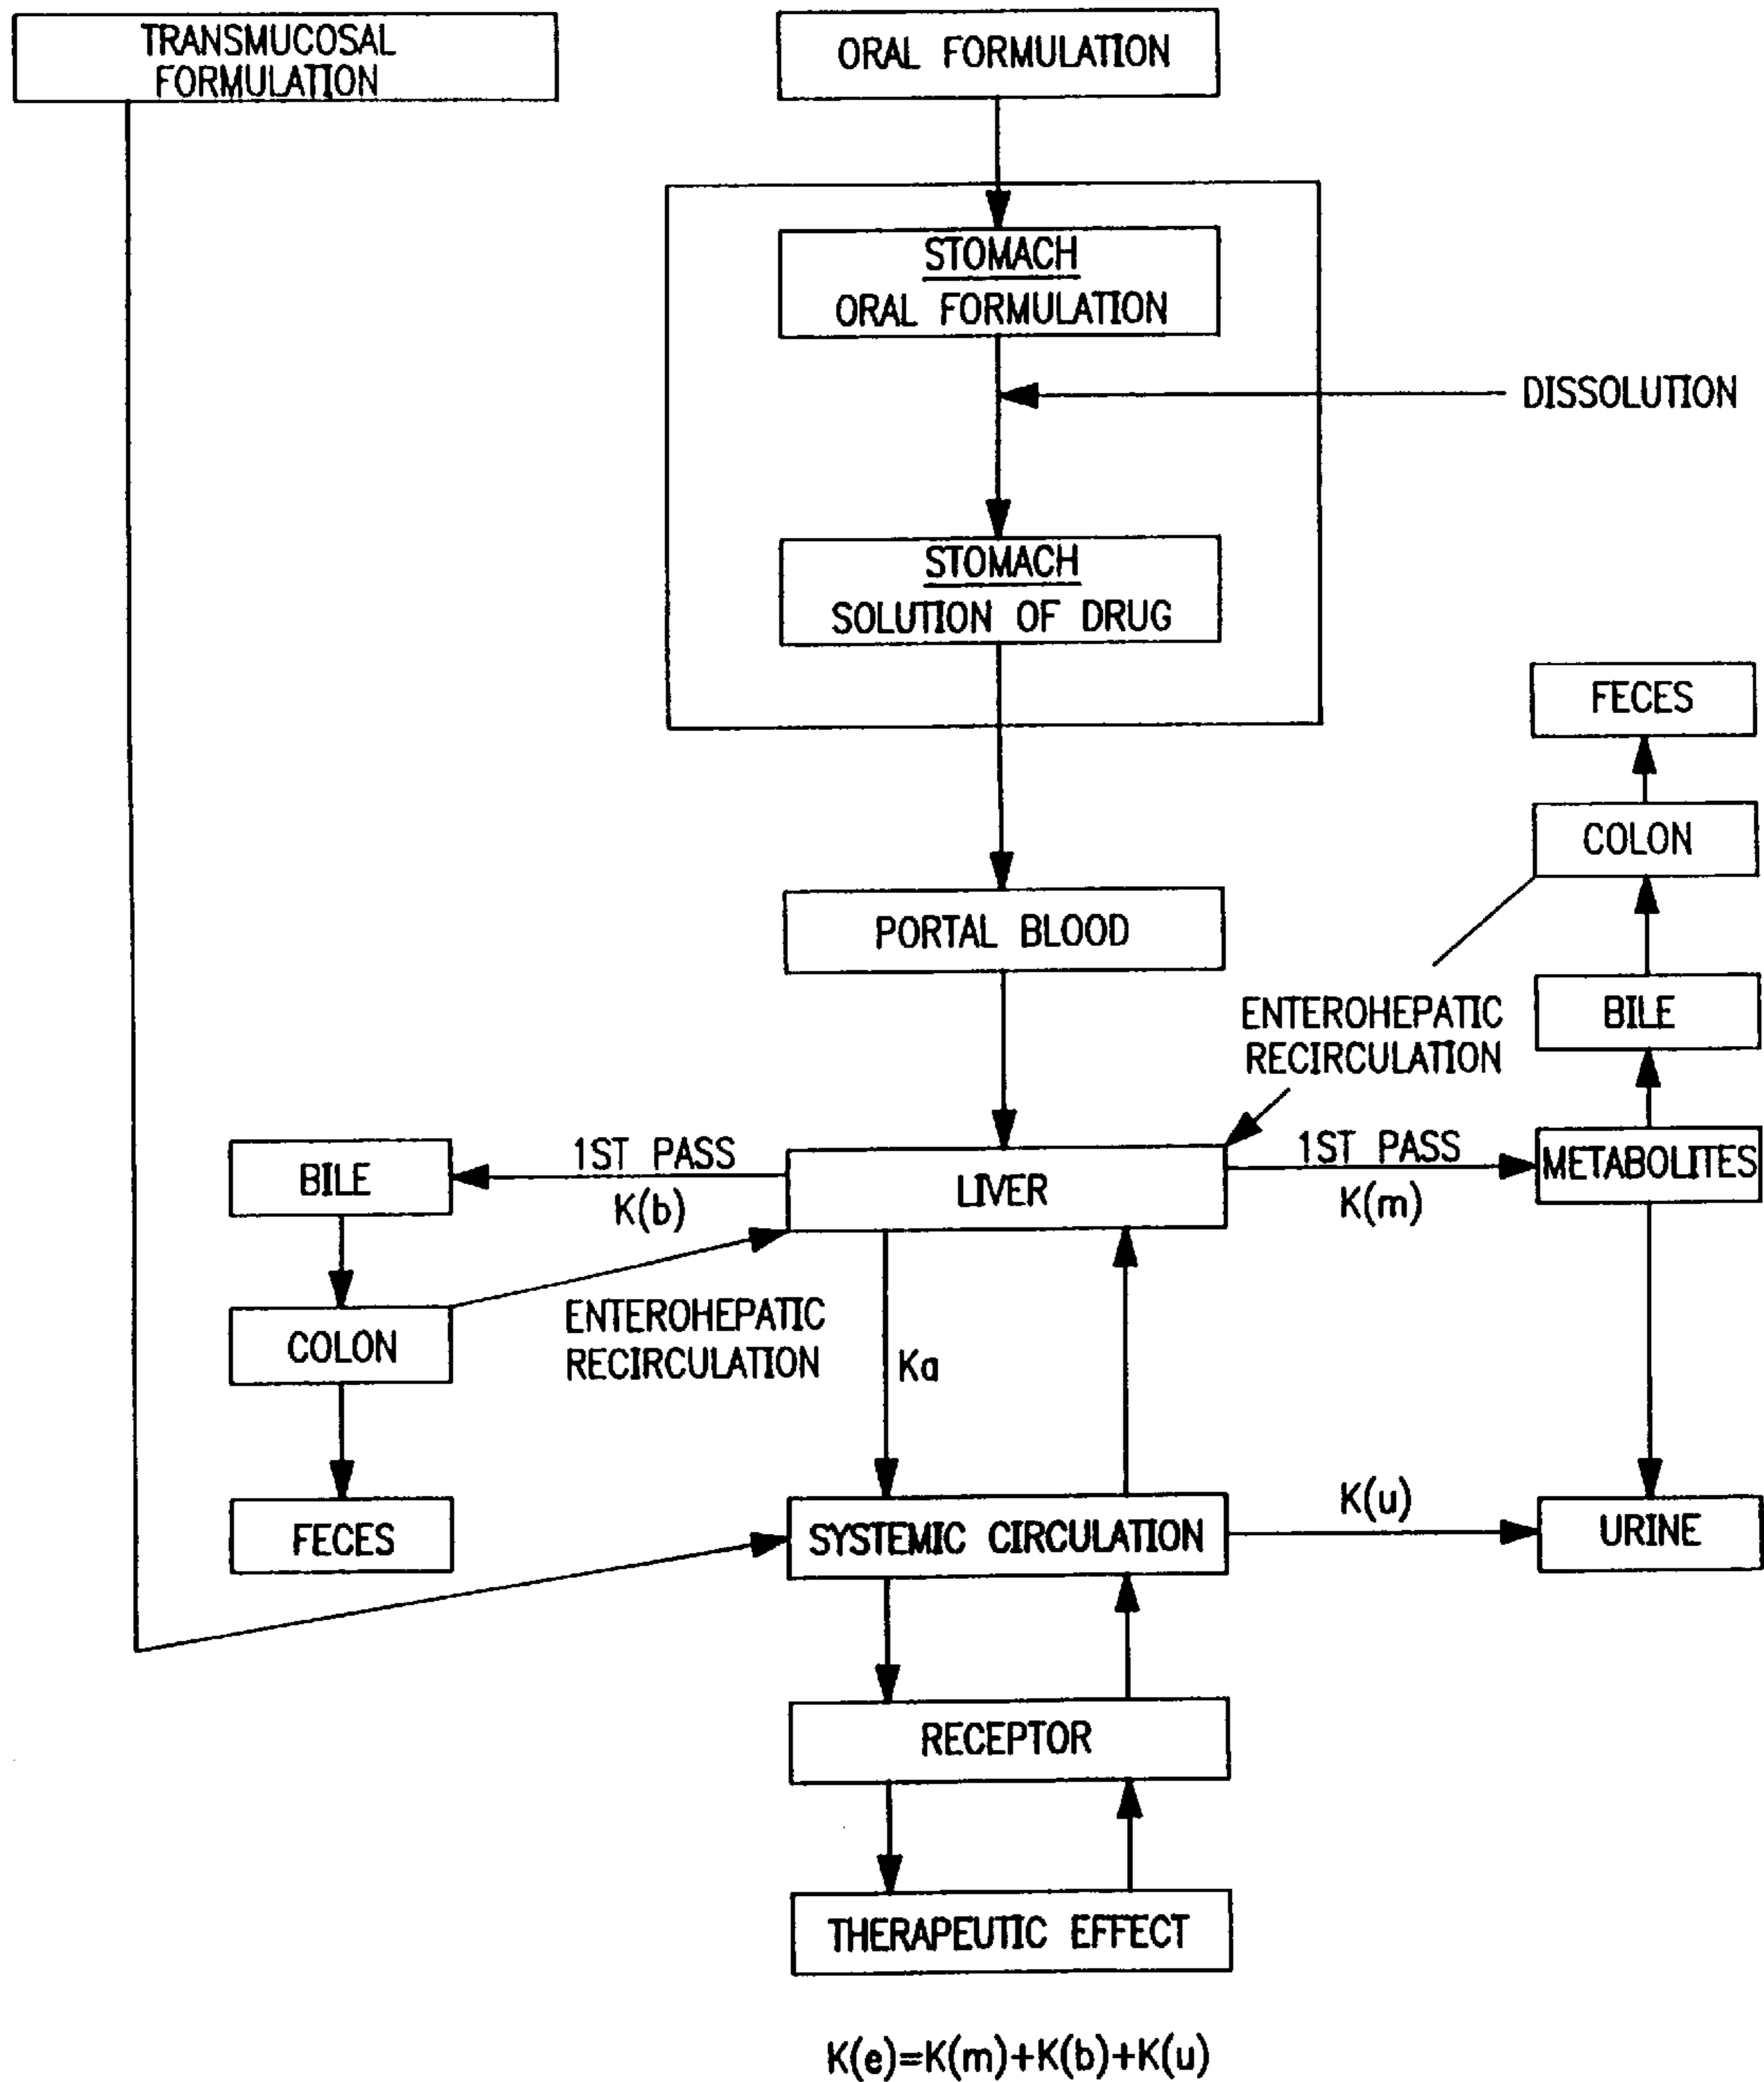 TRANSMUCOSAL
FORMULATION
ORAL FORMULATION
STOMACH
ORAL FORMULATION
DISSOLUTION
STOMACH
SOLUTION OF DRUG
FECES
COLON
PORTAL BLOOD
BILE
ENTEROHEPATIC
RECIRCULATION
BILE
1ST PASS
K(b)
LIVER
1ST PASS
K(m)
METABOLITES
COLON
ENTEROHEPATIC
RECIRCULATION
Ka
FECES
SYSTEMIC CIRCULATION
K(u)
URINE
RECEPTOR
THERAPEUTIC EFFECT
K(e)=K(m)+K(b)+K(u)